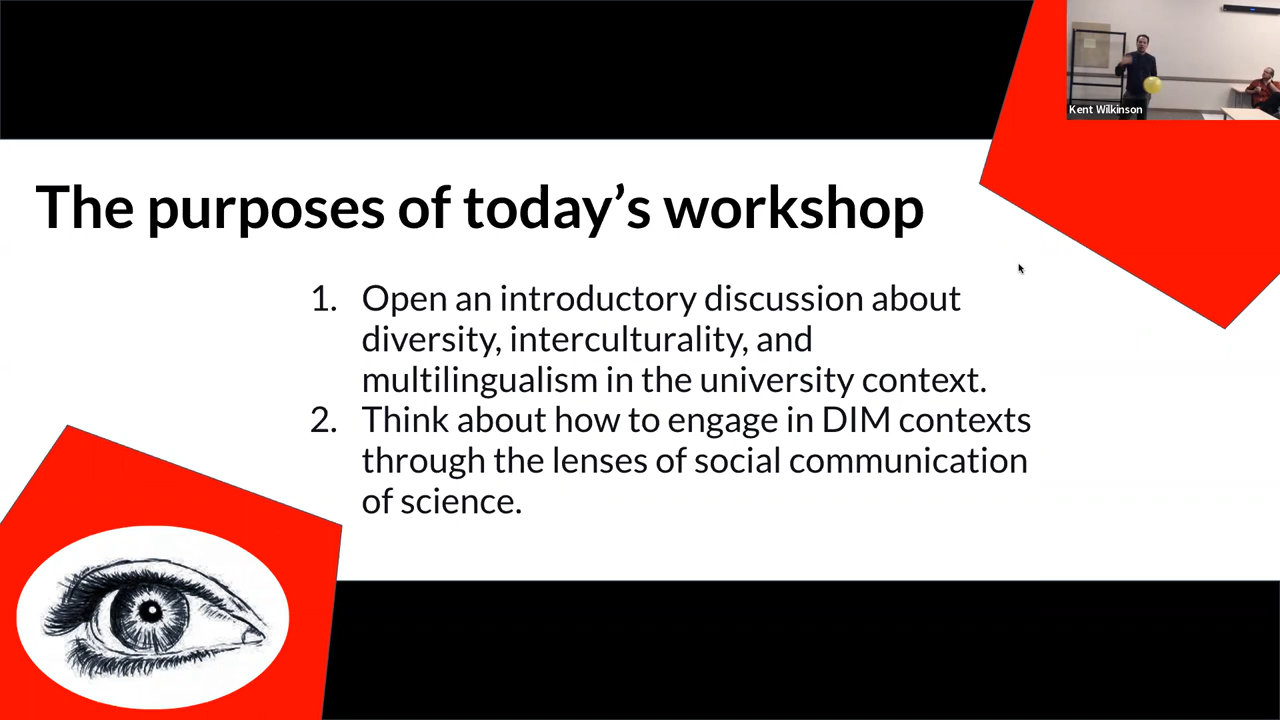 Kent Wilkinson
The purposes of today’s workshop
1. Open an introductory discussion about
diversity, interculturality, and
multilingualism in the university context.
2. Think about how to engage in DIM contexts
through the lenses of social communication
of science.